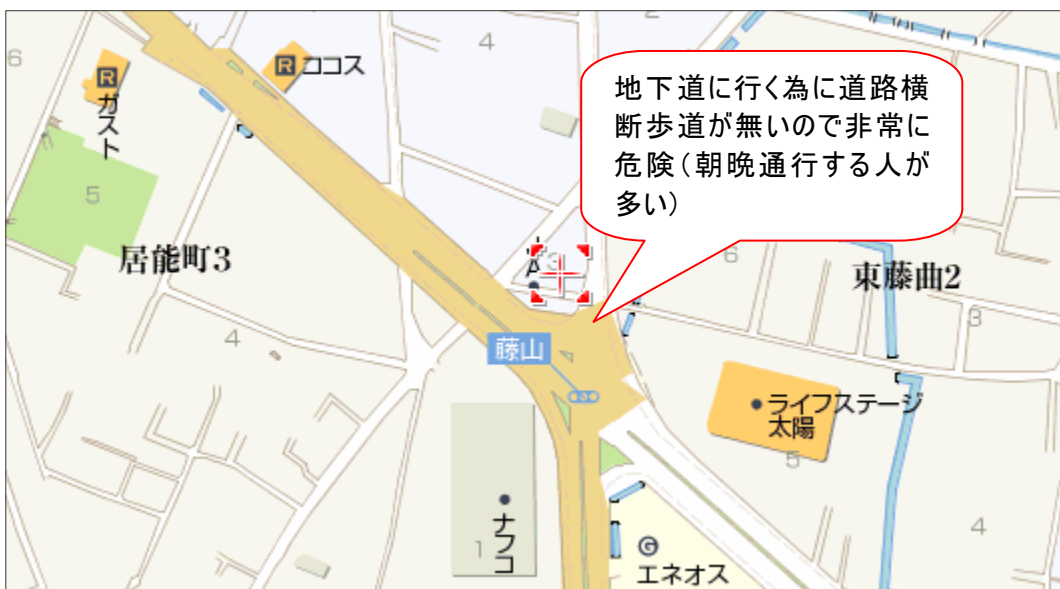 6
4
2
R ココス
R
ガスト
地下道に行く為に道路横
断歩道が無いので非常に
危険（朝晩通行する人が
多い）
5
居能町3
3
6
東藤曲2
4
藤山
3
ライフステージ
太陽
5
ナフコ
1
4
G
エネオス